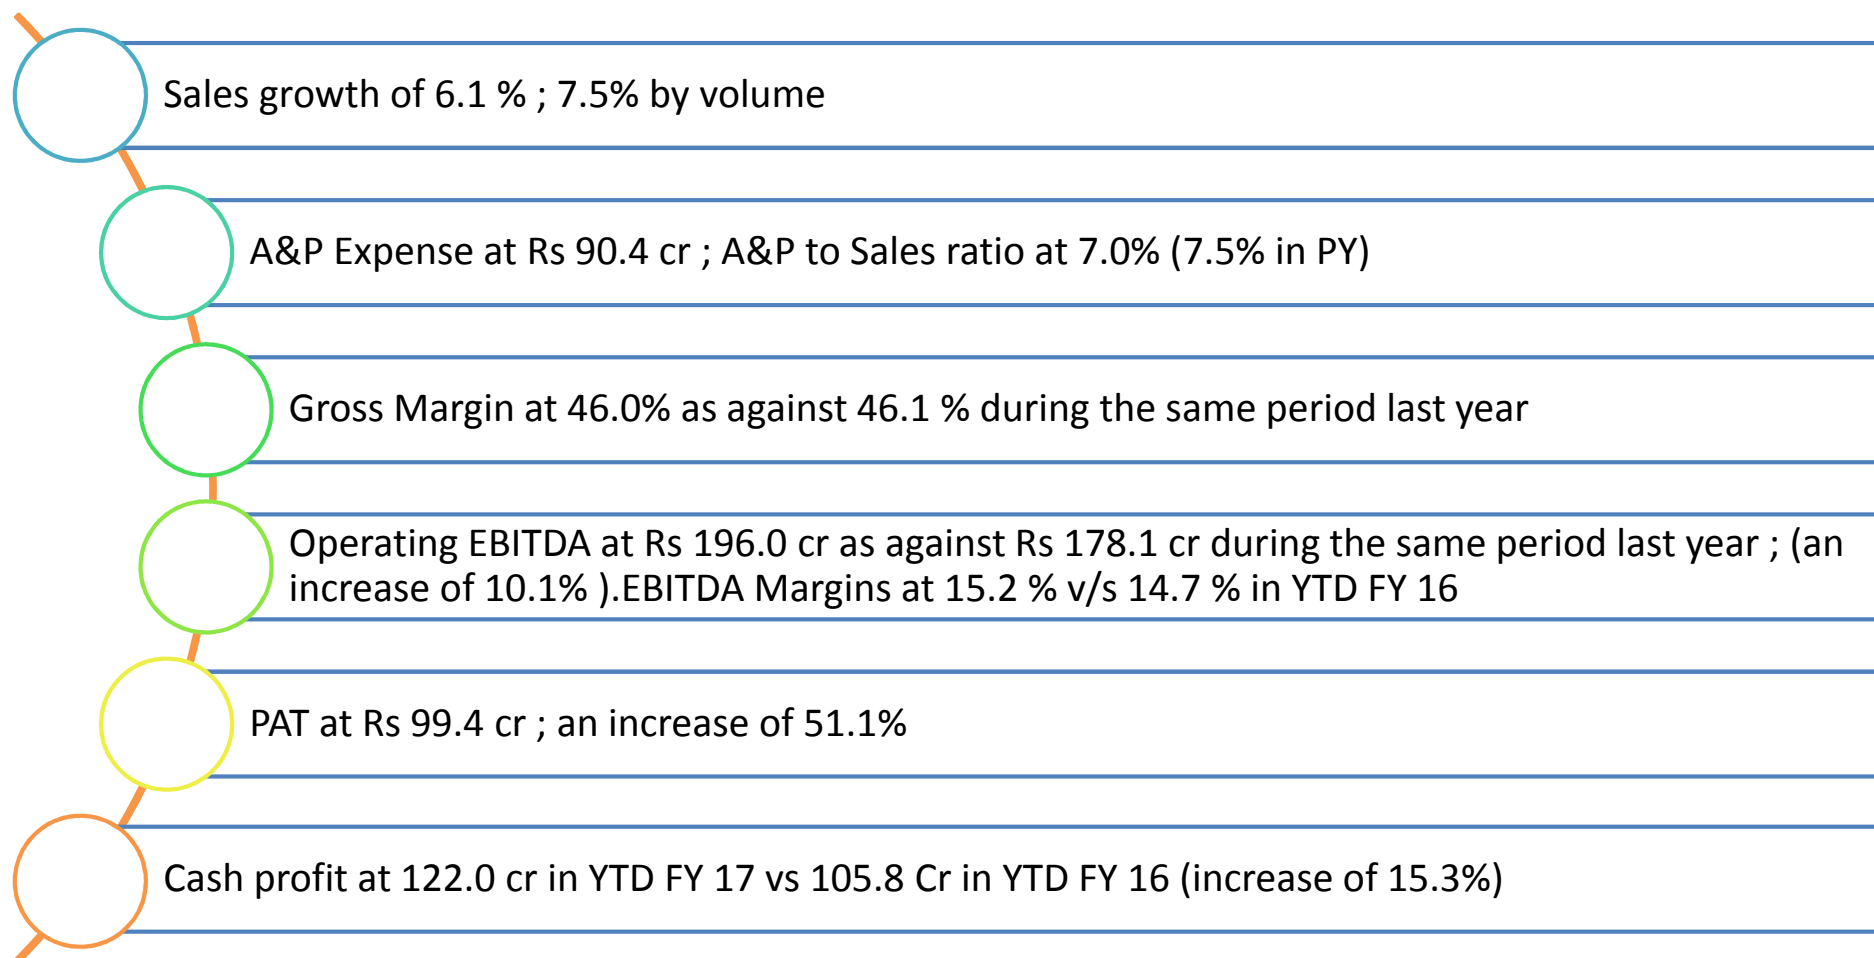 Sales growth of 6.1 % ; 7.5% by volume
A&P Expense at Rs 90.4 cr ; A&P to Sales ratio at 7.0% (7.5% in PY)
Gross Margin at 46.0% as against 46.1 % during the same period last year
Operating EBITDA at Rs 196.0 cr as against Rs 178.1 cr during the same period last year ; (an
increase of 10.1% ).EBITDA Margins at 15.2 % v/s 14.7 % in YTD FY 16
PAT at Rs 99.4 cr ; an increase of 51.1%
Cash profit at 122.0 cr in YTD FY 17 vs 105.8 Cr in YTD FY 16 (increase of 15.3%)